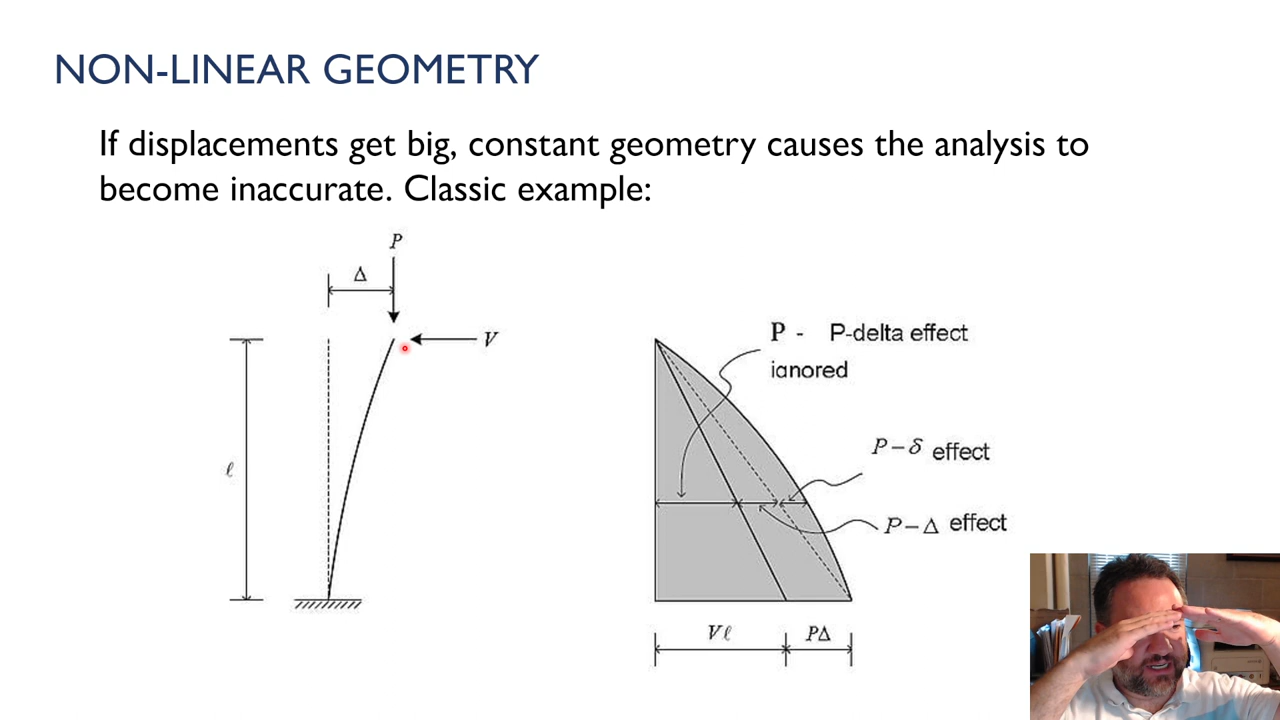 NON-LINEAR GEOMETRY
If displacements get big, constant geometry causes the analysis to
become inaccurate. Classic example:
P
Δ
V
ℓ
P - P-delta effect
ianored
P-δ effect
P-Δ effect
Vℓ
PΔ